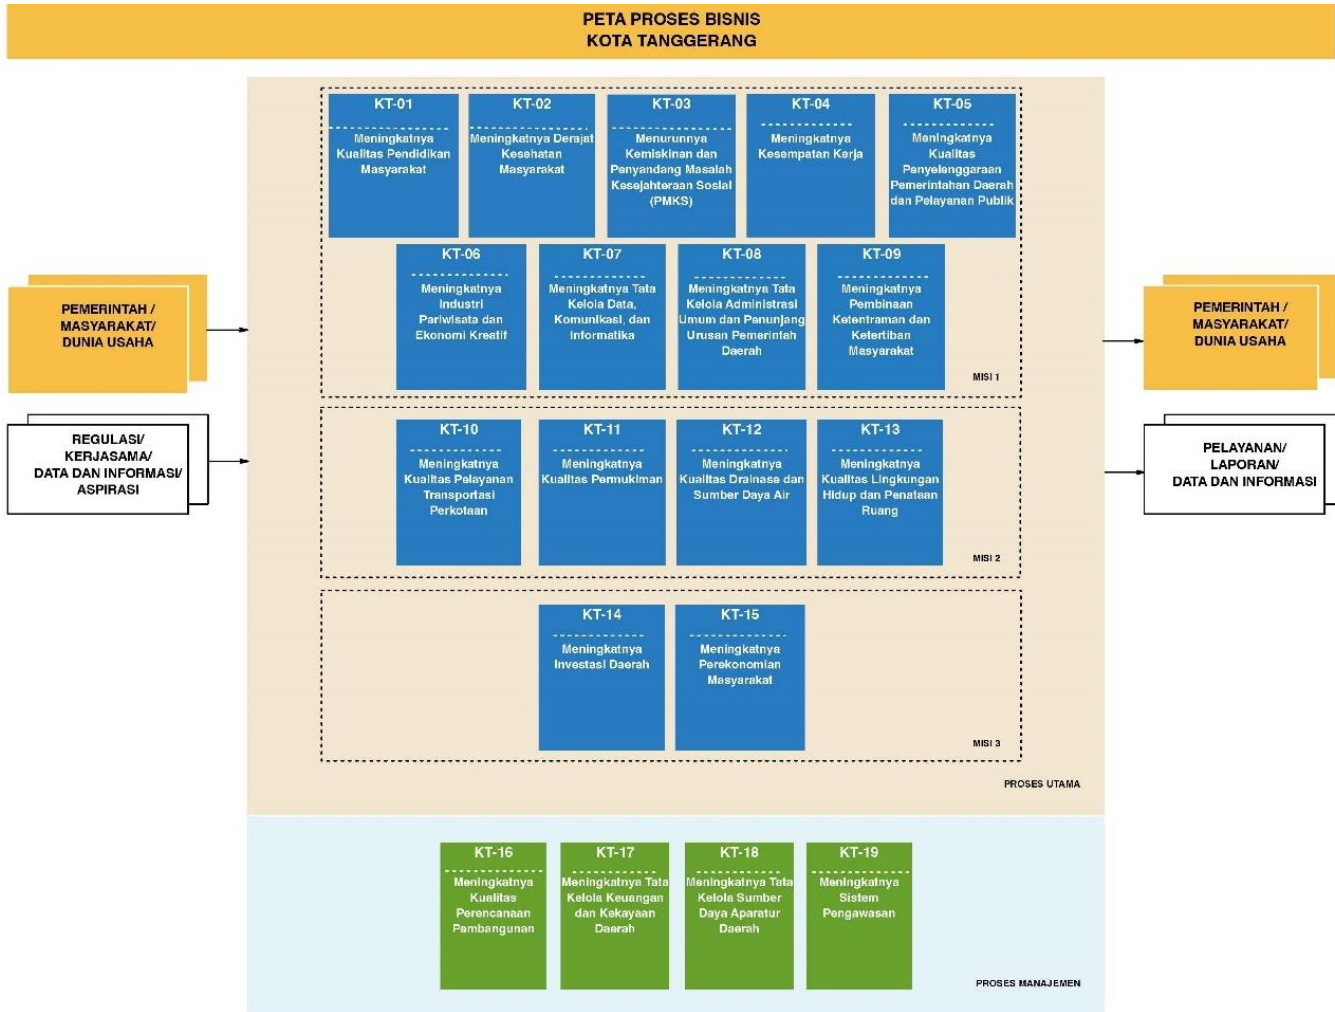 PETA PROSES BISNIS
KOTA TANGGERANG
KT-01
Meningkatnya
Kualitas Pendidikan
Masyarakat
KT-02
Meningkatnya Derajat
Kesehatan
Masyarakat
KT-03
Menurunnya
Kemiskinan dan
Penyandang Masalah
Kesejahteraan Sosial
(PMKS)
KT-04
Meningkatnya
Kesempatan Kerja
KT-05
Meningkatnya
Kualitas
Penyelenggaraan
Pemerintahan Daerah
dan Pelayanan Publik
KT-06
Meningkatnya
Industri
Pariwisata dan
Ekonomi Kreatif
KT-07
Meningkatnya Tata
Kelola Data,
Komunikasi, dan
Informatika
KT-08
Meningkatnya Tata
Kelola Administrasi
Umum dan Penunjang
Urusan Pemerintah
Daerah
KT-09
Meningkatnya
Pembinaan
Ketentraman dan
Ketertiban
Masyarakat
MISI 1
PEMERINTAH /
MASYARAKAT/
DUNIA USAHA
REGULASI/
KERJASAMA/
DATA DAN INFORMASI/
ASPIRASI
KT-10
Meningkatnya
Kualitas Pelayanan
Transportasi
Perkotaan
KT-11
Meningkatnya
Kualitas Permukiman
KT-12
Meningkatnya
Kualitas Drainase dan
Sumber Daya Air
KT-13
Meningkatnya
Kualitas Lingkungan
Hidup dan Penataan
Ruang
MISI 2
KT-14
Meningkatnya
Investasi Daerah
KT-15
Meningkatnya
Perekonomian
Masyarakat
MISI 3
PROSES UTAMA
PEMERINTAH /
MASYARAKAT/
DUNIA USAHA
PELAYANAN/
LAPORAN/
DATA DAN INFORMASI
KT-16
Meningkatnya
Kualitas
Perencanaan
Pembangunan
KT-17
Meningkatnya Tata
Kelola Keuangan
dan Kekayaan
Daerah
KT-18
Meningkatnya Tata
Kelola Sumber
Daya Aparatur
Daerah
KT-19
Meningkatnya
Sistem
Pengawasan
PROSES MANAJEMEN